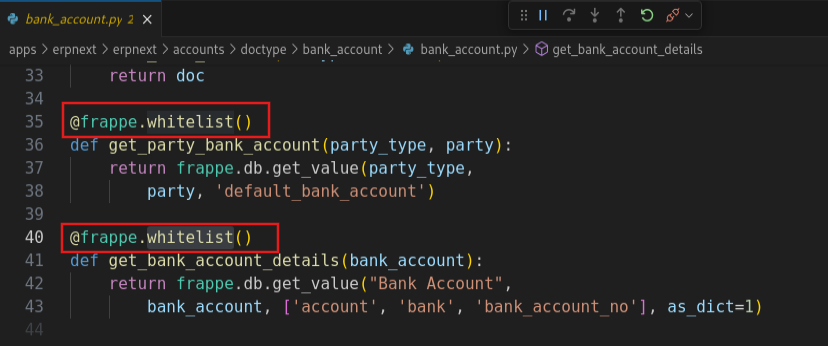 bank_account.py 2
apps > erpnext > erpnext > accounts > doctype > bank_account > bank_account.py > get_bank_account_details
33 return doc
34
35 @frappe.whitelist()
36 def get_party_bank_account(party_type, party):
37 return frappe.db.get_value(party_type,
38 party, 'default_bank_account')
39
40 @frappe.whitelist()
41 def get_bank_account_details(bank_account):
42 return frappe.db.get_value("Bank Account",
43 bank_account, ['account', 'bank', 'bank_account_no'], as_dict=1)
44